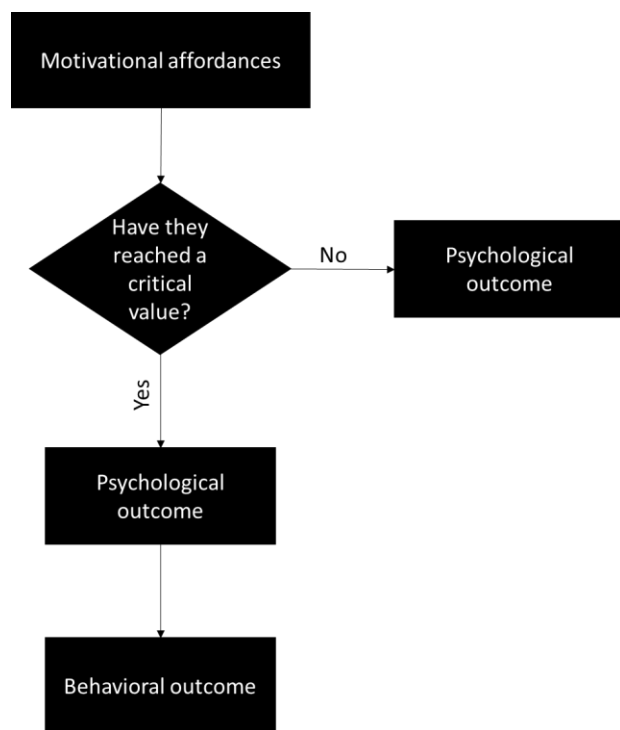 Motivational affordances
Have they
reached a
critical
value?
No
Psychological
outcome
Yes
Psychological
outcome
Behavioral outcome